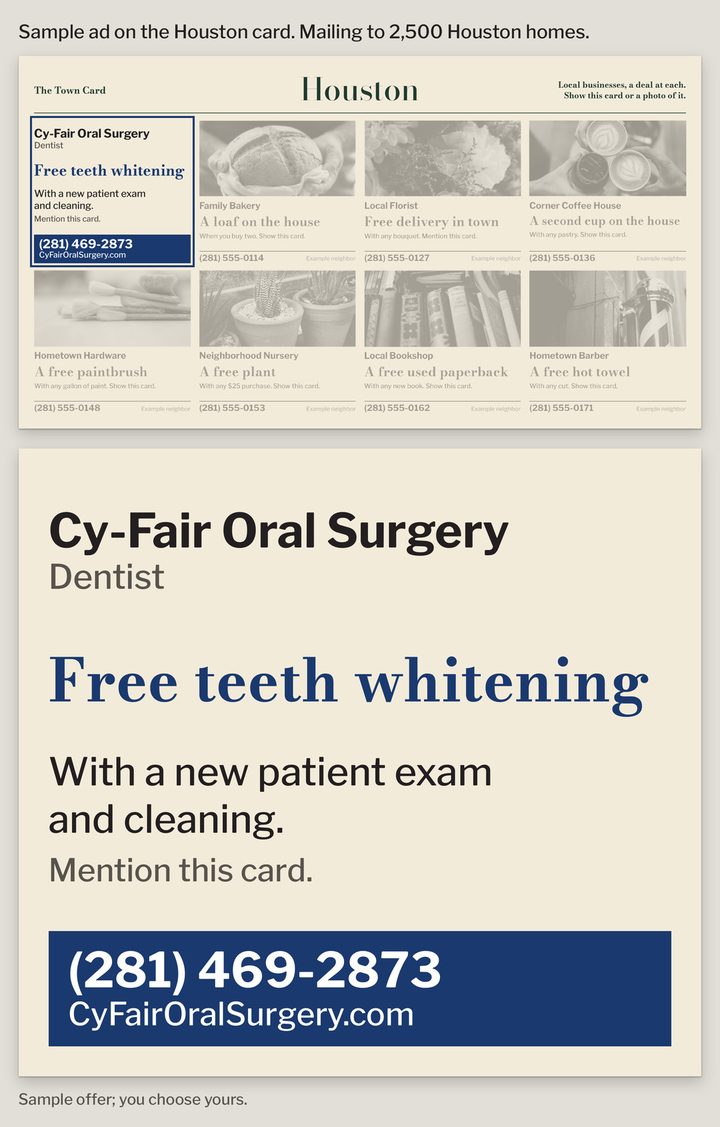 Sample ad on the Houston card. Mailing to 2,500 Houston homes.
The Town Card
Houston
Local businesses, a deal at each.
Show this card or a photo of it.
Cy-Fair Oral Surgery
Dentist
Free teeth whitening
With a new patient exam
and cleaning.
Mention this card.
(281) 469-2873
CyFairOralSurgery.com
Family Bakery
A loaf on the house
When you buy two. Show this card.
(281) 555-0114
Example neighbor
Local Florist
Free delivery in town
With any bouquet. Mention this card.
(281) 555-0127
Example neighbor
Corner Coffee House
A second cup on the house
With any pastry. Show this card.
(281) 555-0136
Example neighbor
Hometown Hardware
A free paintbrush
With any gallon of paint. Show this card.
(281) 555-0148
Example neighbor
Neighborhood Nursery
A free plant
With any $25 purchase. Show this card.
(281) 555-0153
Example neighbor
Local Bookshop
A free used paperback
With any new book. Show this card.
(281) 555-0162
Example neighbor
Hometown Barber
A free hot towel
With any cut. Show this card.
(281) 555-0171
Example neighbor
Cy-Fair Oral Surgery
Dentist
Free teeth whitening
With a new patient exam
and cleaning.
Mention this card.
(281) 469-2873
CyFairOralSurgery.com
Sample offer; you choose yours.